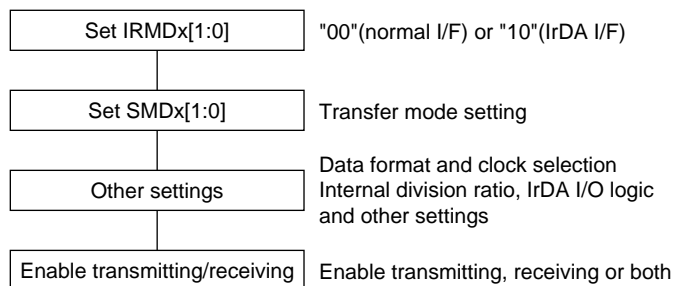 Set IRMDx[1:0]
"00"(normal I/F) or "10"(IrDA I/F)
Set SMDx[1:0]
Transfer mode setting
Other settings
Data format and clock selection
Internal division ratio, IrDA I/O logic
and other settings
Enable transmitting/receiving
Enable transmitting, receiving or both